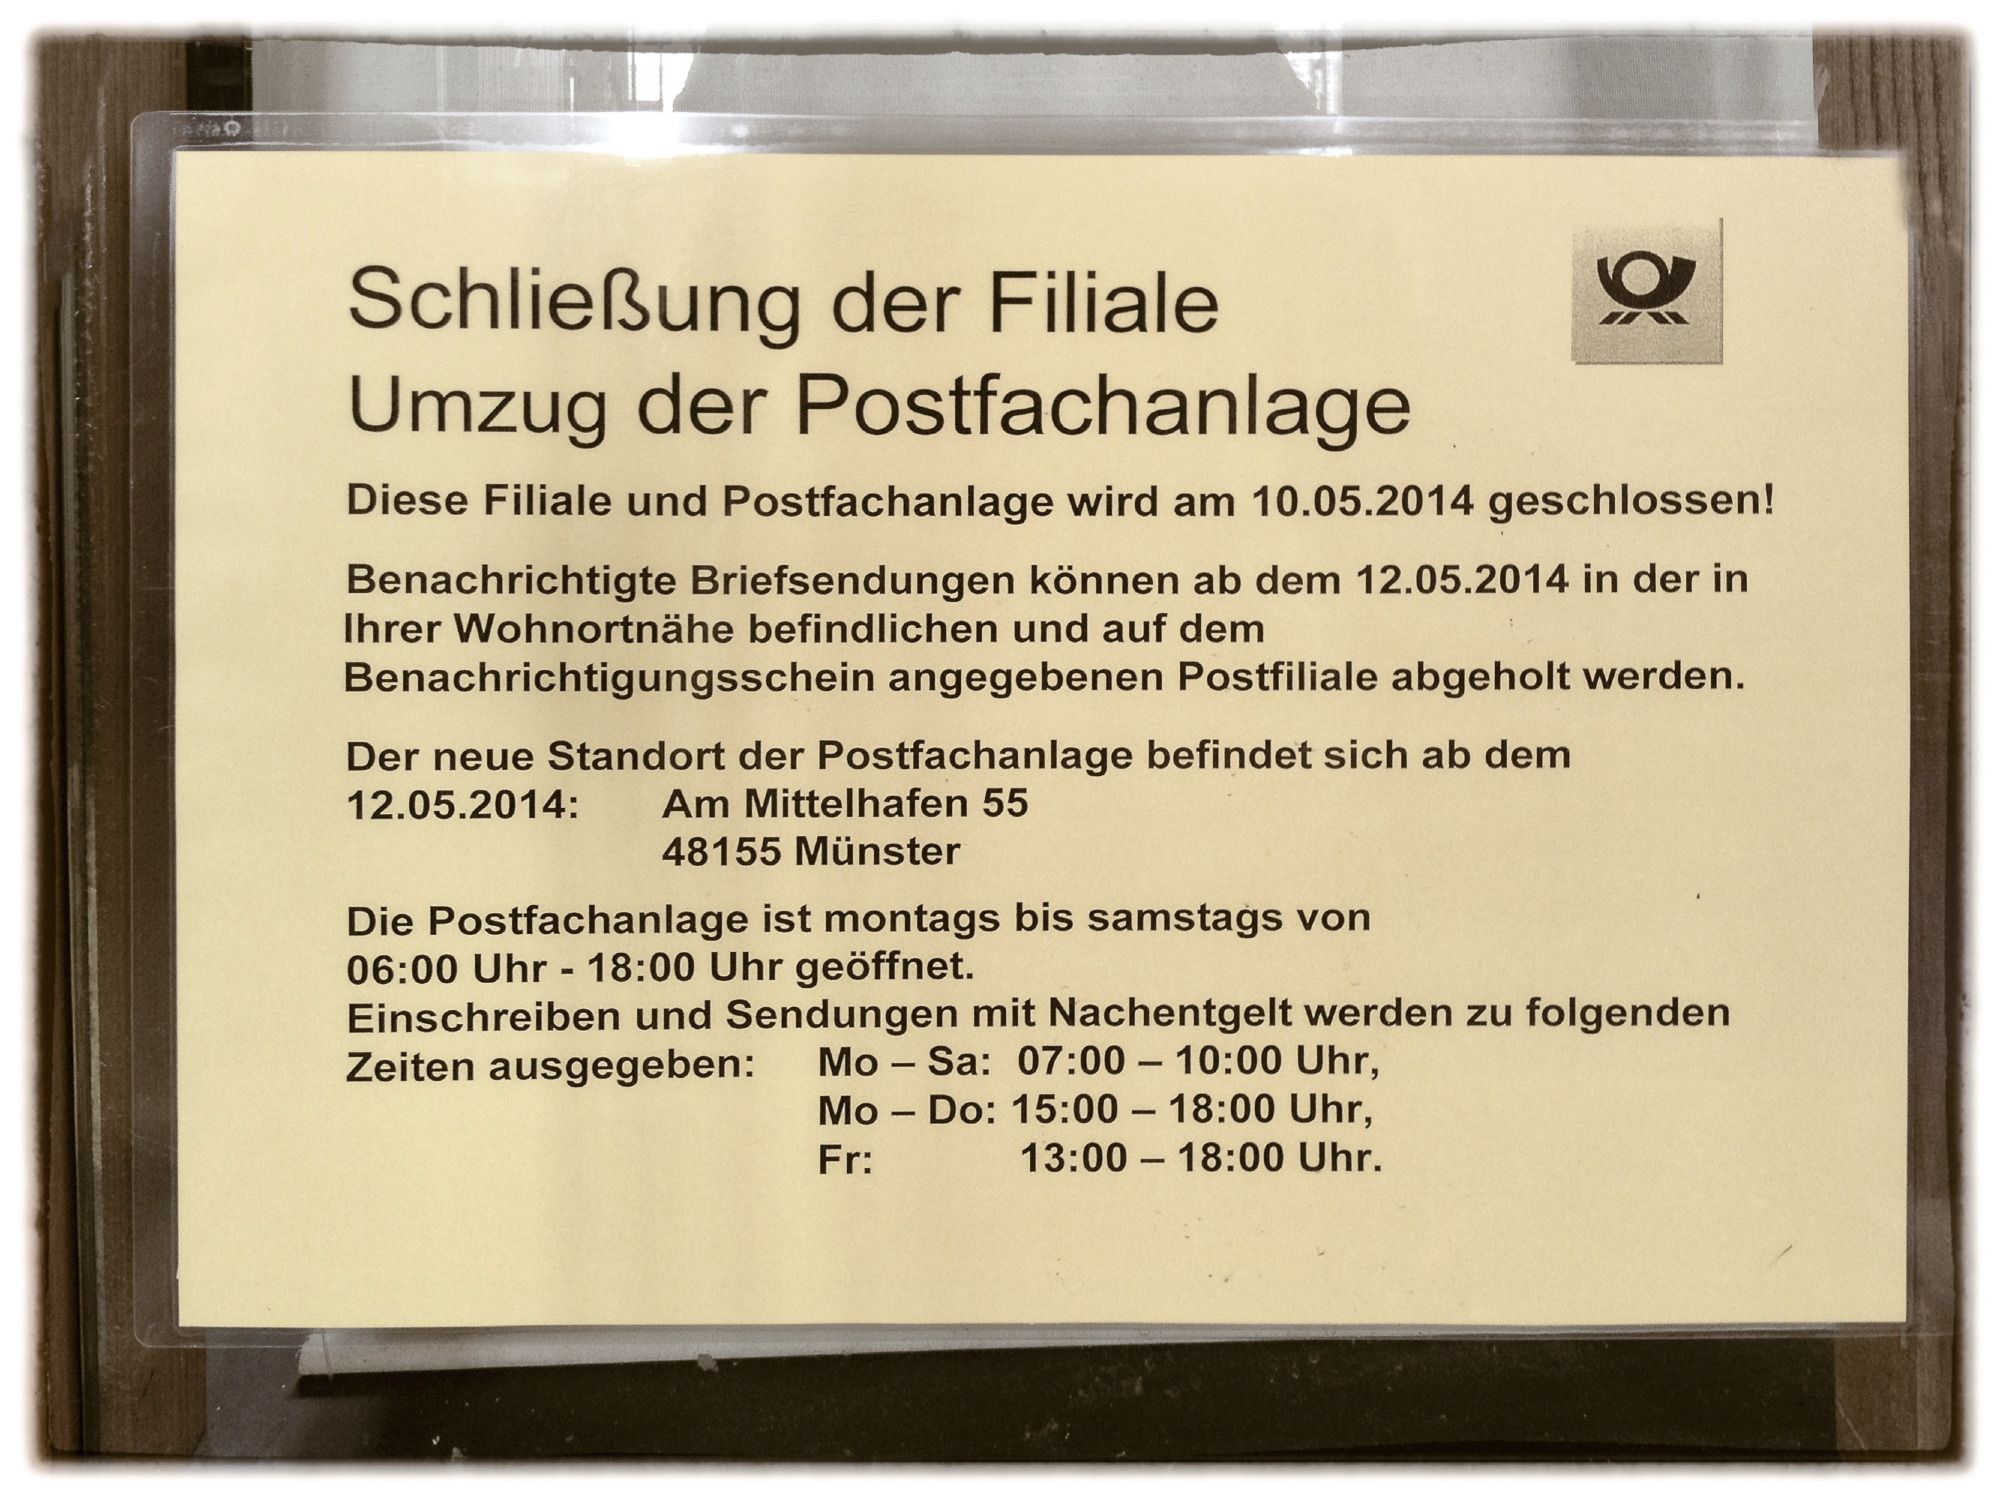 Schließung der Filiale
Umzug der Postfachanlage
Diese Filiale und Postfachanlage wird am 10.05.2014 geschlossen!
Benachrichtigte Briefsendungen können ab dem 12.05.2014 in der in
Ihrer Wohnortnähe befindlichen und auf dem
Benachrichtigungsschein angegebenen Postfiliale abgeholt werden.
Der neue Standort der Postfachanlage befindet sich ab dem
12.05.2014: Am Mittelhafen 55
48155 Münster
Die Postfachanlage ist montags bis samstags von
06:00 Uhr - 18:00 Uhr geöffnet.
Einschreiben und Sendungen mit Nachentgelt werden zu folgenden
Zeiten ausgegeben: Mo – Sa: 07:00 – 10:00 Uhr,
Mo – Do: 15:00 – 18:00 Uhr,
Fr: 13:00 – 18:00 Uhr.